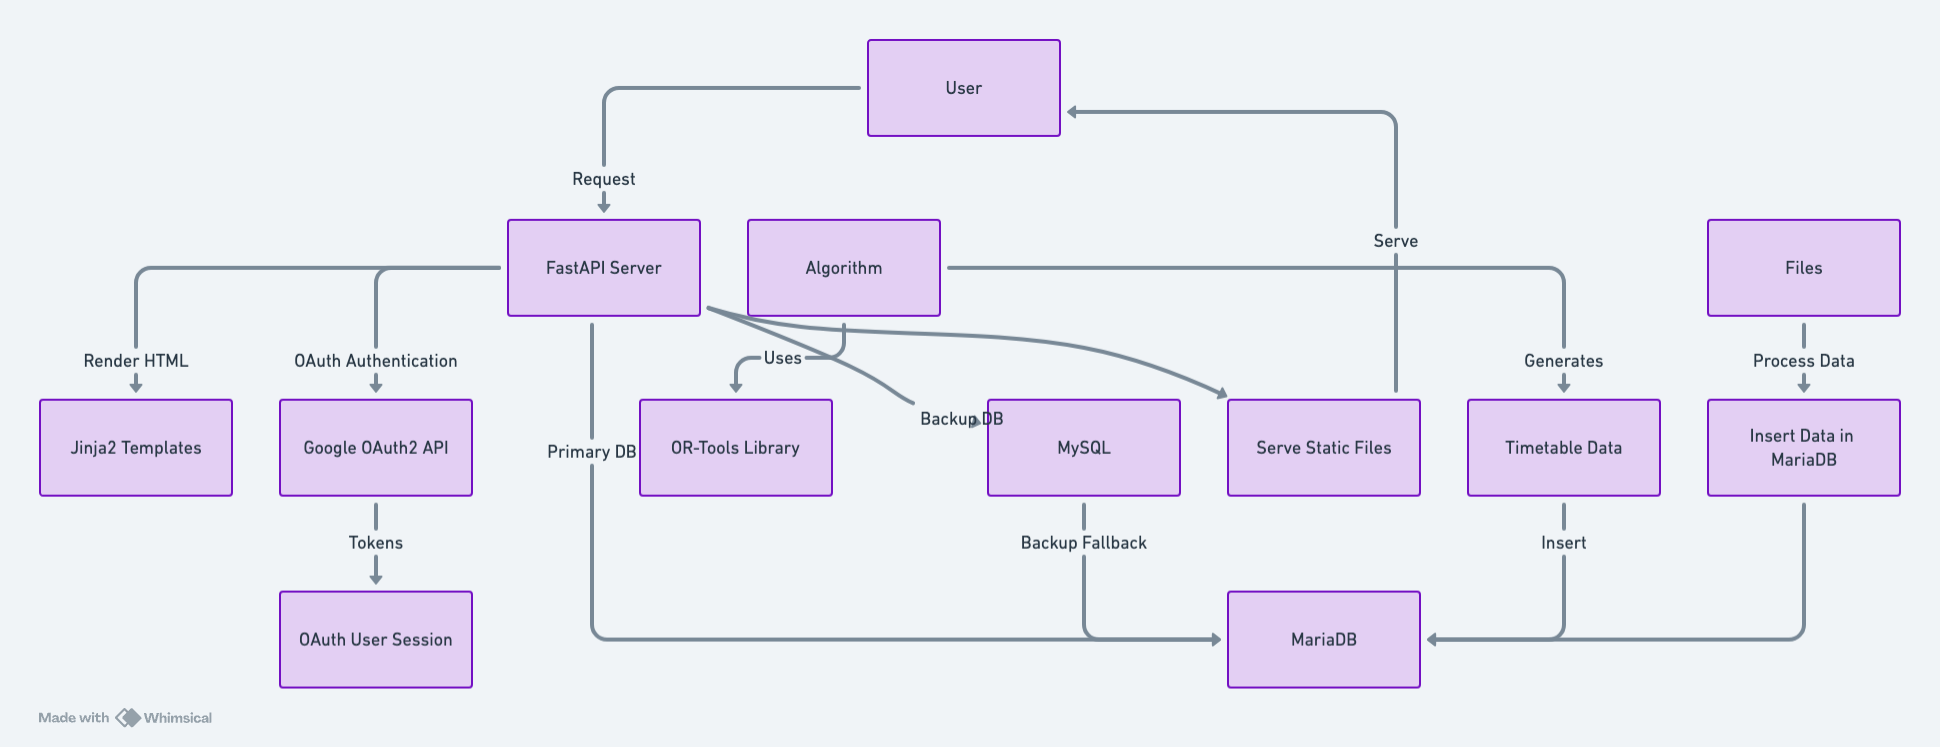 User
Request
Serve
FastAPI Server
Algorithm
Files
Render HTML
OAuth Authentication
Uses
Generates
Process Data
Backup DB
Jinja2 Templates
Google OAuth2 API
Primary DB
OR-Tools Library
MySQL
Serve Static Files
Timetable Data
Insert Data in
MariaDB
Tokens
Backup Fallback
Insert
OAuth User Session
MariaDB
Made with Whimsical